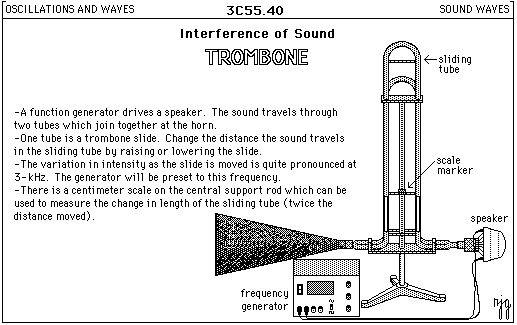 OSCILLATIONS AND WAVES
3C55.40
SOUND WAVES
Interference of Sound
TROMBONE
sliding
tube
-A function generator drives a speaker. The sound travels through
two tubes which join together at the horn.
-One tube is a trombone slide. Change the distance the sound travels
in the sliding tube by raising or lowering the slide.
-The variation in intensity as the slide is moved is quite pronounced at
3-kHz. The generator will be preset to this frequency.
-There is a centimeter scale on the central support rod which can be
used to measure the change in length of the sliding tube (twice the
distance moved).
scale
marker
speaker
frequency
generator
njg